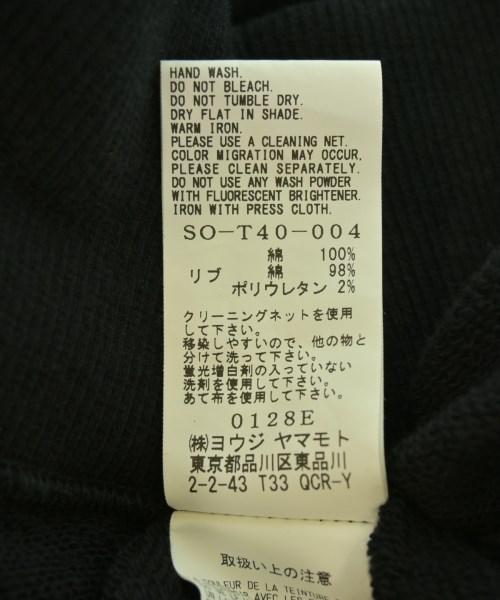 HAND WASH.
DO NOT BLEACH.
DO NOT TUMBLE DRY.
DRY FLAT IN SHADE.
WARM IRON.
PLEASE USE A CLEANING NET.
COLOR MIGRATION MAY OCCUR,
PLEASE CLEAN SEPARATELY.
DO NOT USE ANY WASH POWDER
WITH FLUORESCENT BRIGHTENER.
IRON WITH PRESS CLOTH.
SO-T40-004
綿 100%
リブ 綿 98%
ポリウレタン 2%
クリーニングネットを使用
して下さい。
移染しやすいので、他の物と
分けて洗って下さい。
蛍光増白剤の入っていない
洗剤を使用して下さい。
あて布を使用して下さい。
0128E
㈱ヨウジ ヤマモト
東京都品川区東品川
2-2-43 T33 QCR-Y
取扱い上の注意
COULEUR DE LA TEINTURE
AVEC LES